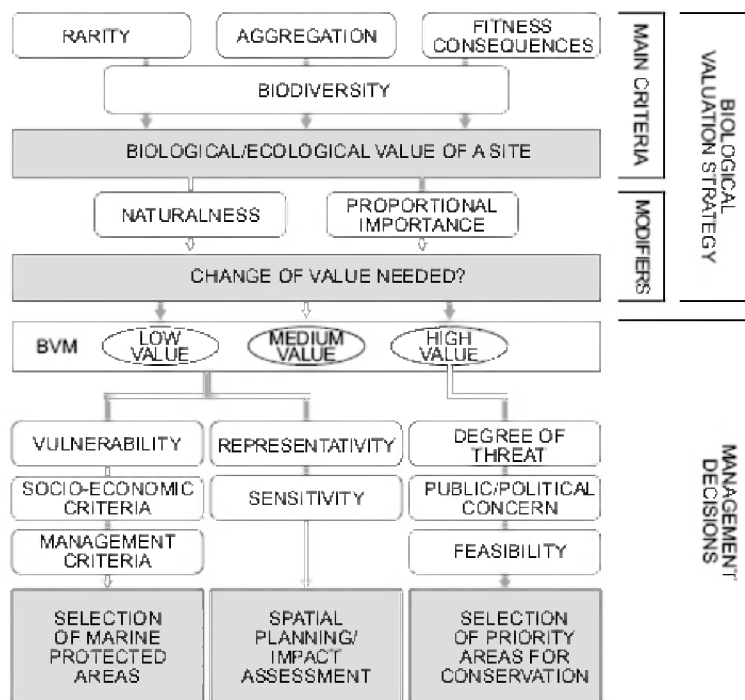 RARITY
AGGREGATION
FITNESS
CONSEQUENCES
BIODIVERSITY
BIOLOGICAL/ECOLOGICAL VALUE OF A SITE
MAIN CRITERIA
NATURALNESS
PROPORTIONAL
IMPORTANCE
CHANGE OF VALUE NEEDED?
MODIFIERS
BIOLOGICAL
VALUATION STRATEGY
BVM
LOW
VALUE
MEDIUM
VALUE
HIGH
VALUE
VULNERABILITY
REPRESENTATIVITY
DEGREE OF
THREAT
SOCIO-ECONOMIC
CRITERIA
SENSITIVITY
PUBLIC/POLITICAL
CONCERN
MANAGEMENT
CRITERIA
FEASIBILITY
SELECTION
OF MARINE
PROTECTED
AREAS
SPATIAL
PLANNING/
IMPACT
ASSESSMENT
SELECTION
OF PRIORITY
AREAS FOR
CONSERVATION
MANAGEMENT
DECISIONS